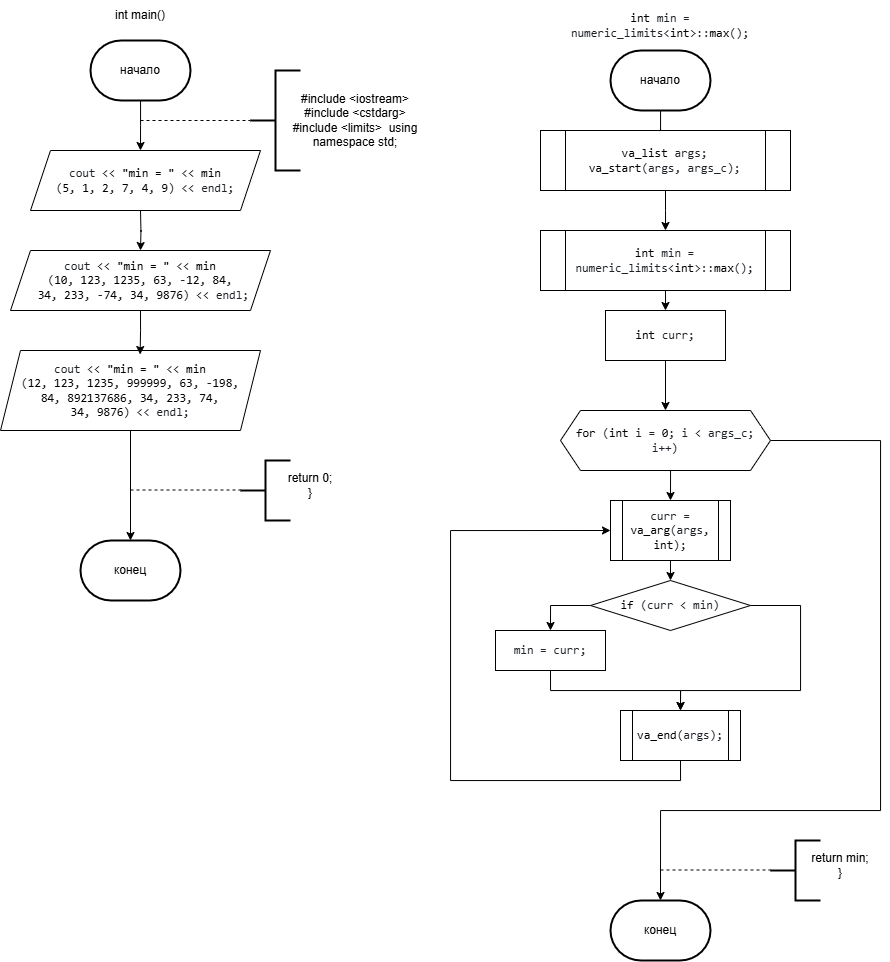 int main()
начало
#include <iostream>
#include <cstdarg>
#include <limits>  using
namespace std;
cout << "min = " << min
(5, 1, 2, 7, 4, 9) << endl;
cout << "min = " << min
(10, 123, 1235, 63, -12, 84,
34, 233, -74, 34, 9876) << endl;
cout << "min = " << min
(12, 123, 1235, 999999, 63, -198,
84, 892137686, 34, 233, 74,
34, 9876) << endl;
return 0;
}
конец
int min =
numeric_limits<int>::max();
начало
va_list args;
va_start(args, args_c);
int min =
numeric_limits<int>::max();
int curr;
for (int i = 0; i < args_c;
i++)
curr =
va_arg(args,
int);
if (curr < min)
min = curr;
va_end(args);
return min;
}
конец